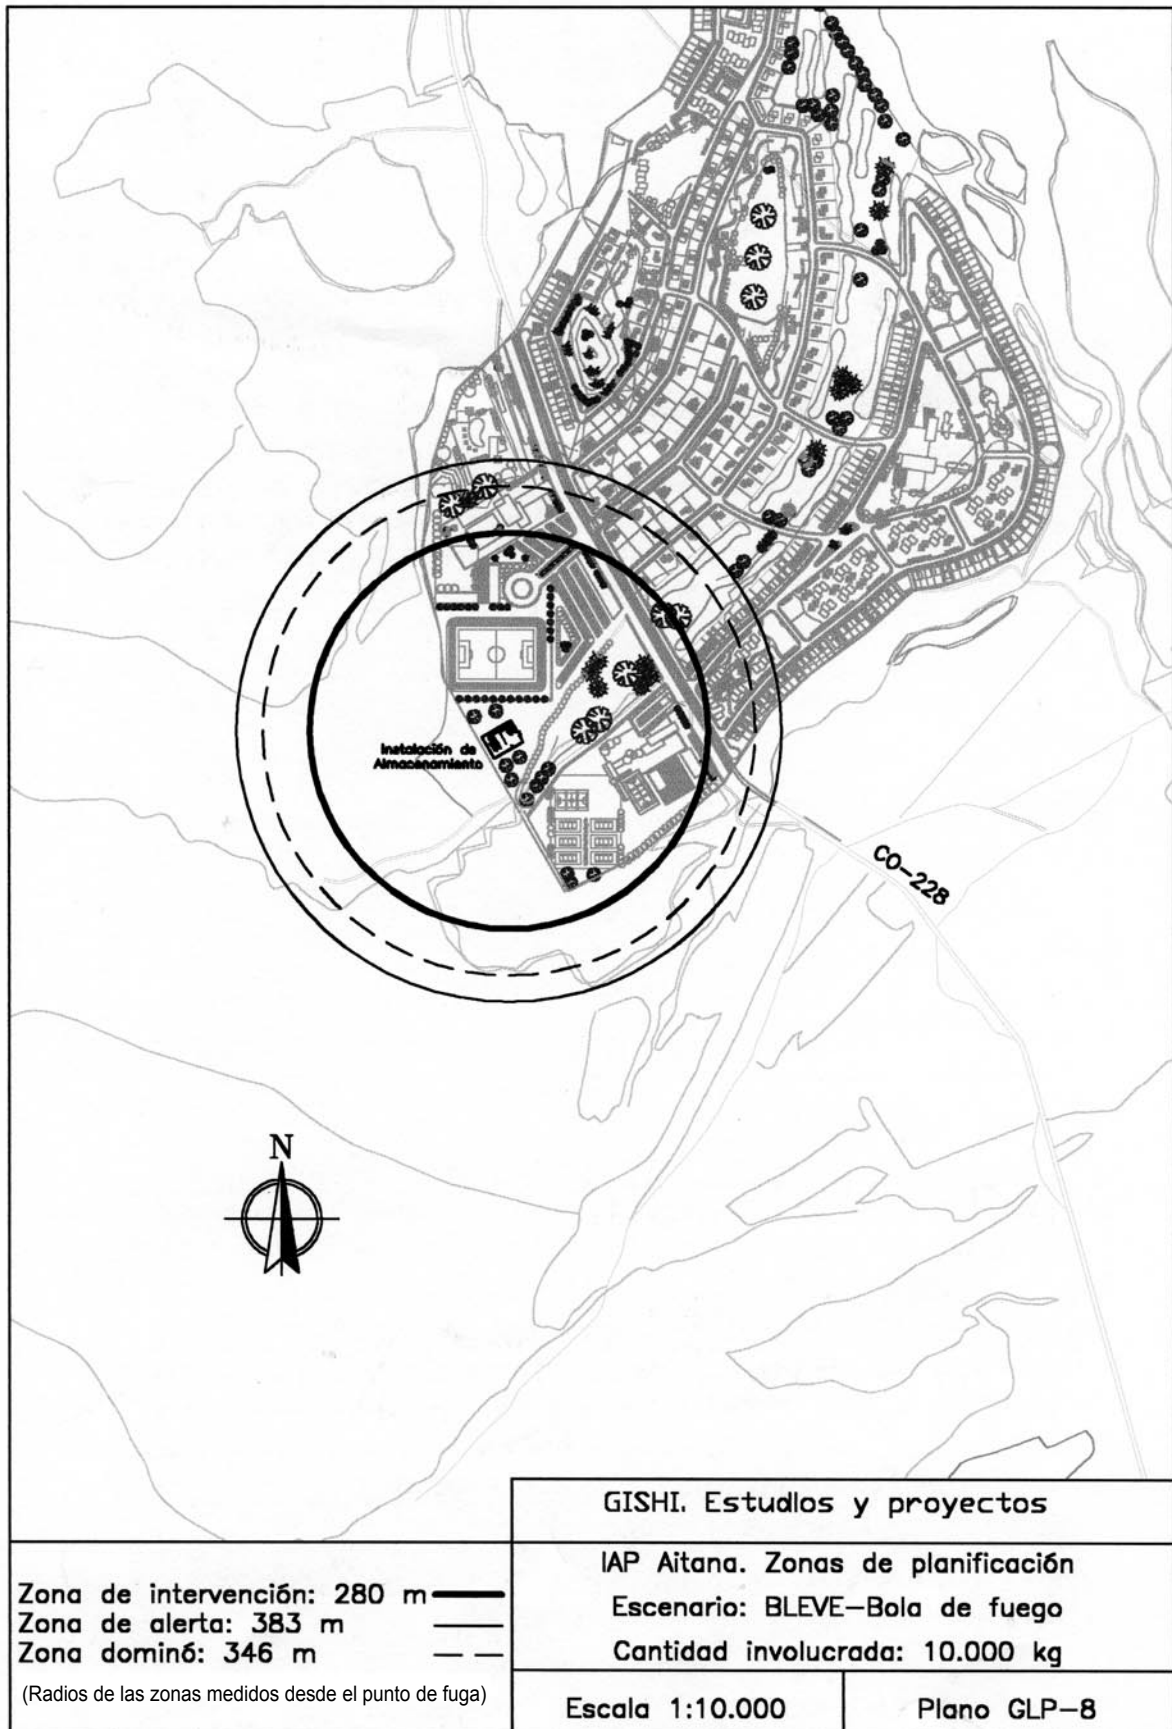 Instalación de
Almacenamiento
CO-228
N
GISHI. Estudios y proyectos
IAP Aitana. Zonas de planificación
Escenario: BLEVE-Bola de fuego
Cantidad involucrada: 10.000 kg
Zona de intervención: 280 m
Zona de alerta: 383 m
Zona dominó: 346 m
(Radios de las zonas medidos desde el punto de fuga)
Escala 1:10.000
Plano GLP-8